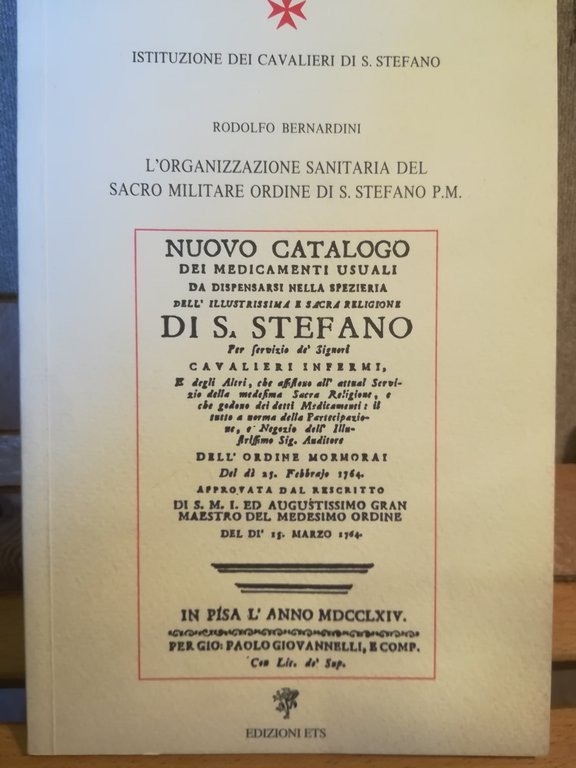 ISTITUZIONE DEI CAVALIERI DI S. STEFANO
RODOLFO BERNARDINI
L'ORGANIZZAZIONE SANITARIA DEL
SACRO MILITARE ORDINE DI S. STEFANO P.M.
NUOVO CATALOGO
DEI MEDICAMENTI USUALI
DA DISPENSARSI NELLA SPEZIERIA
DELL' ILLUSTRISSIMA E SACRA RELIGIONE
DI S. STEFANO
Per ſervizio de' Signori
CAVALIERI INFERMI,
E degli Altri, che aſſiſtono all' attual Servi-
zio della medeſima Sacra Religione, e
che godono dei detti Medicamenti: il
tutto a norma della Partecipazio-
ne, e Negozio dell' Illu-
ſtriſſimo Sig. Auditore
DELL' ORDINE MORMORAI
Del dì 25. Febbrajo 1764.
APPROVATA DAL RESCRITTO
DI S. M. I. ED AUGUSTISSIMO GRAN
MAESTRO DEL MEDESIMO ORDINE
DEL DI' 15. MARZO 1764.
IN PISA L' ANNO MDCCLXIV.
PER GIO: PAOLO GIOVANNELLI, E COMP.
Con Lic. de' Sup.
EDIZIONI ETS